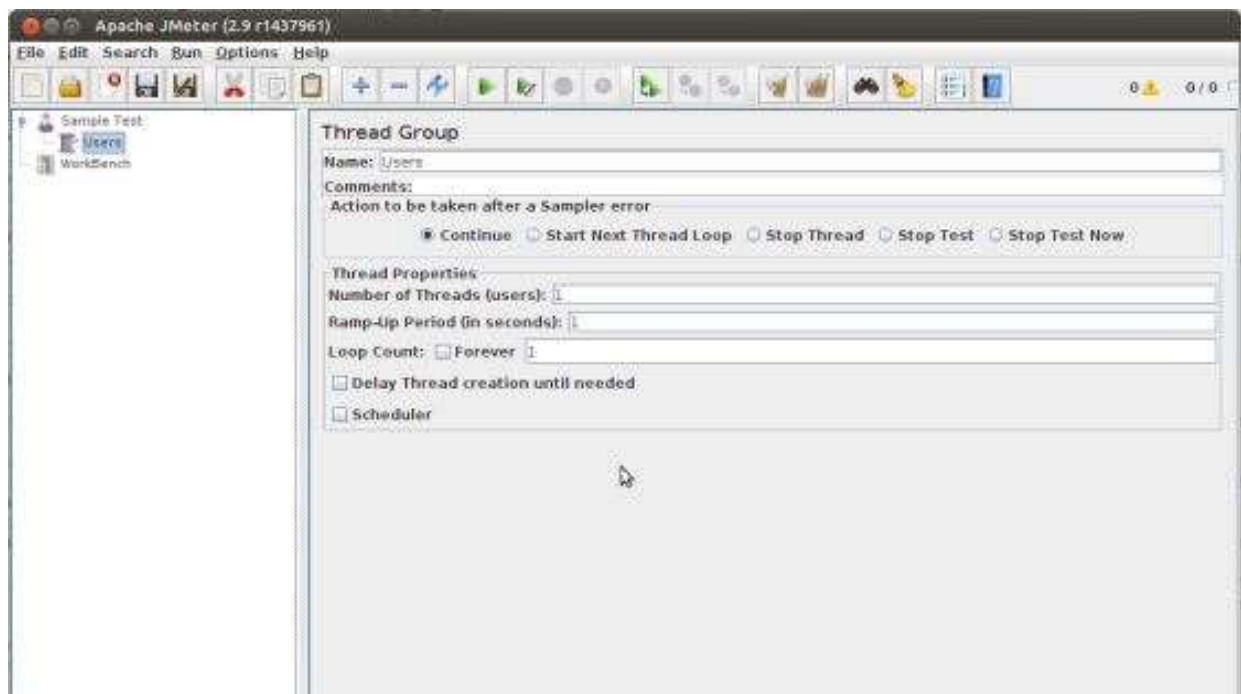 Apache JMeter (2.9 r1437961)
File Edit Search Run Options Help
0 0 / 0
Sample Test
Users
WorkBench
Thread Group
Name: Users
Comments:
Action to be taken after a Sampler error
Continue Start Next Thread Loop Stop Thread Stop Test Stop Test Now
Thread Properties
Number of Threads (users): 1
Ramp-Up Period (in seconds): 1
Loop Count: Forever 1
Delay Thread creation until needed
Scheduler